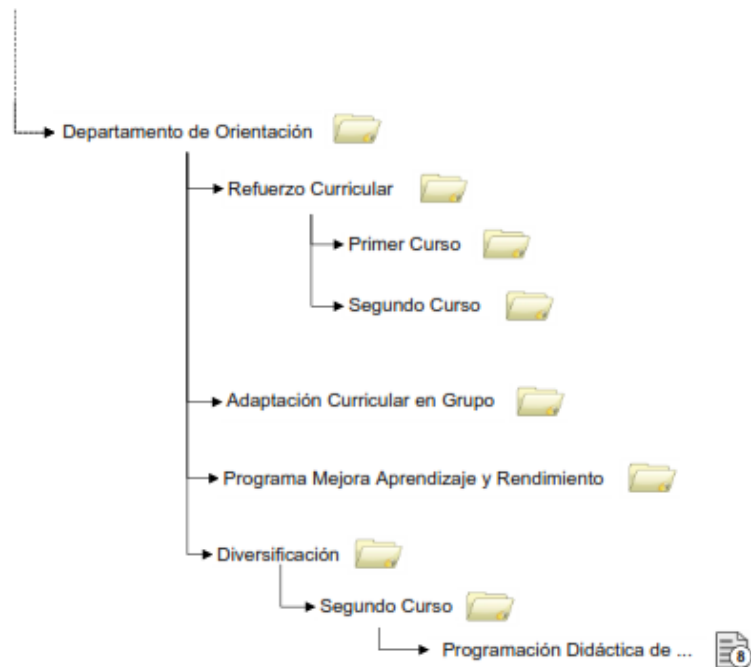 Departamento de Orientación
Refuerzo Curricular
Primer Curso
Segundo Curso
Adaptación Curricular en Grupo
Programa Mejora Aprendizaje y Rendimiento
Diversificación
Segundo Curso
Programación Didáctica de ...
8